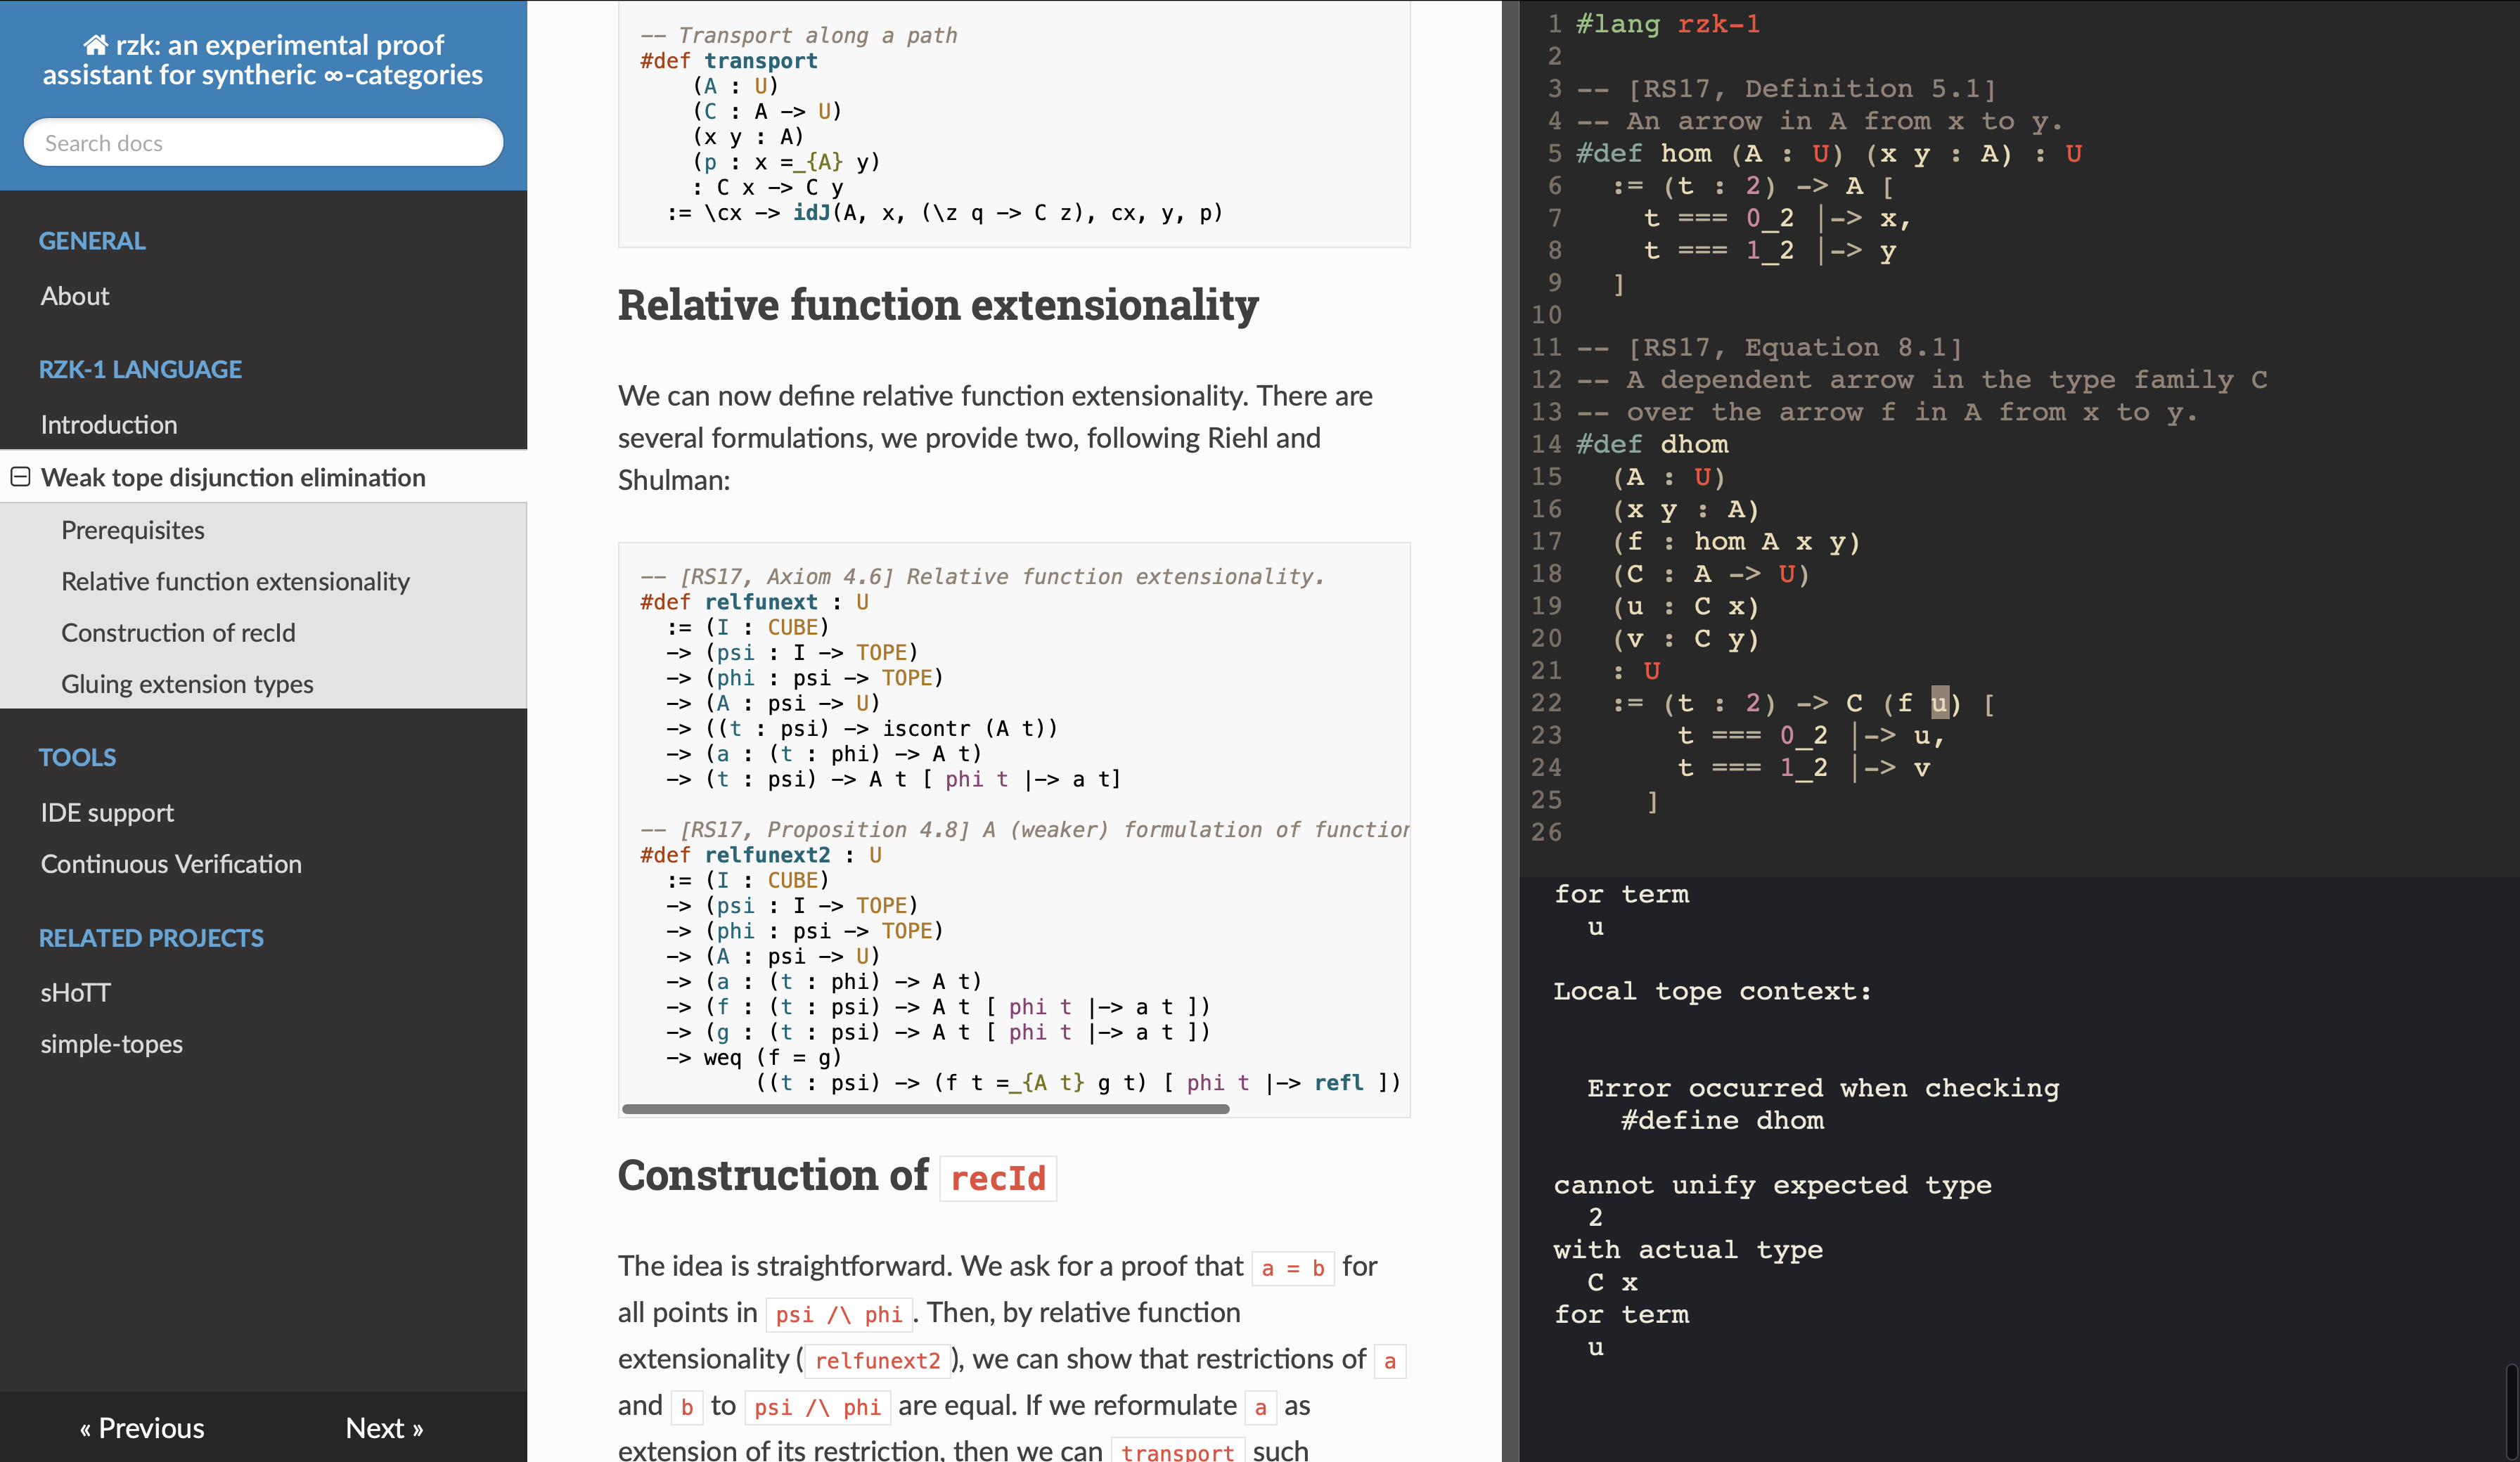 rzk: an experimental proof
assistant for syntheric ∞-categories
Search docs
GENERAL
About
RZK-1 LANGUAGE
Introduction
Weak tope disjunction elimination
Prerequisites
Relative function extensionality
Construction of recId
Gluing extension types
TOOLS
IDE support
Continuous Verification
RELATED PROJECTS
sHoTT
simple-topes
« Previous Next »
-- Transport along a path
#def transport
    (A : U)
    (C : A -> U)
    (x y : A)
    (p : x =_{A} y)
    : C x -> C y
  := \cx -> idJ(A, x, (\z q -> C z), cx, y, p)
Relative function extensionality
We can now define relative function extensionality. There are
several formulations, we provide two, following Riehl and
Shulman:
-- [RS17, Axiom 4.6] Relative function extensionality.
#def relfunext : U
  := (I : CUBE)
  -> (psi : I -> TOPE)
  -> (phi : psi -> TOPE)
  -> (A : psi -> U)
  -> ((t : psi) -> iscontr (A t))
  -> (a : (t : phi) -> A t)
  -> (t : psi) -> A t [ phi t |-> a t]
-- [RS17, Proposition 4.8] A (weaker) formulation of function
#def relfunext2 : U
  := (I : CUBE)
  -> (psi : I -> TOPE)
  -> (phi : psi -> TOPE)
  -> (A : psi -> U)
  -> (a : (t : phi) -> A t)
  -> (f : (t : psi) -> A t [ phi t |-> a t ])
  -> (g : (t : psi) -> A t [ phi t |-> a t ])
  -> weq (f = g)
         ((t : psi) -> (f t =_{A t} g t) [ phi t |-> refl ])
Construction of recId
The idea is straightforward. We ask for a proof that a = b for
all points in psi /\ phi . Then, by relative function
extensionality ( relfunext2 ), we can show that restrictions of a
and b to psi /\ phi are equal. If we reformulate a as
extension of its restriction, then we can transport such
1 #lang rzk-1
2
3 -- [RS17, Definition 5.1]
4 -- An arrow in A from x to y.
5 #def hom (A : U) (x y : A) : U
6   := (t : 2) -> A [
7     t === 0_2 |-> x,
8     t === 1_2 |-> y
9   ]
10
11 -- [RS17, Equation 8.1]
12 -- A dependent arrow in the type family C
13 -- over the arrow f in A from x to y.
14 #def dhom
15   (A : U)
16   (x y : A)
17   (f : hom A x y)
18   (C : A -> U)
19   (u : C x)
20   (v : C y)
21   : U
22   := (t : 2) -> C (f u) [
23       t === 0_2 |-> u,
24       t === 1_2 |-> v
25     ]
26
for term
  u
Local tope context:
  Error occurred when checking
    #define dhom
cannot unify expected type
  2
with actual type
  C x
for term
  u